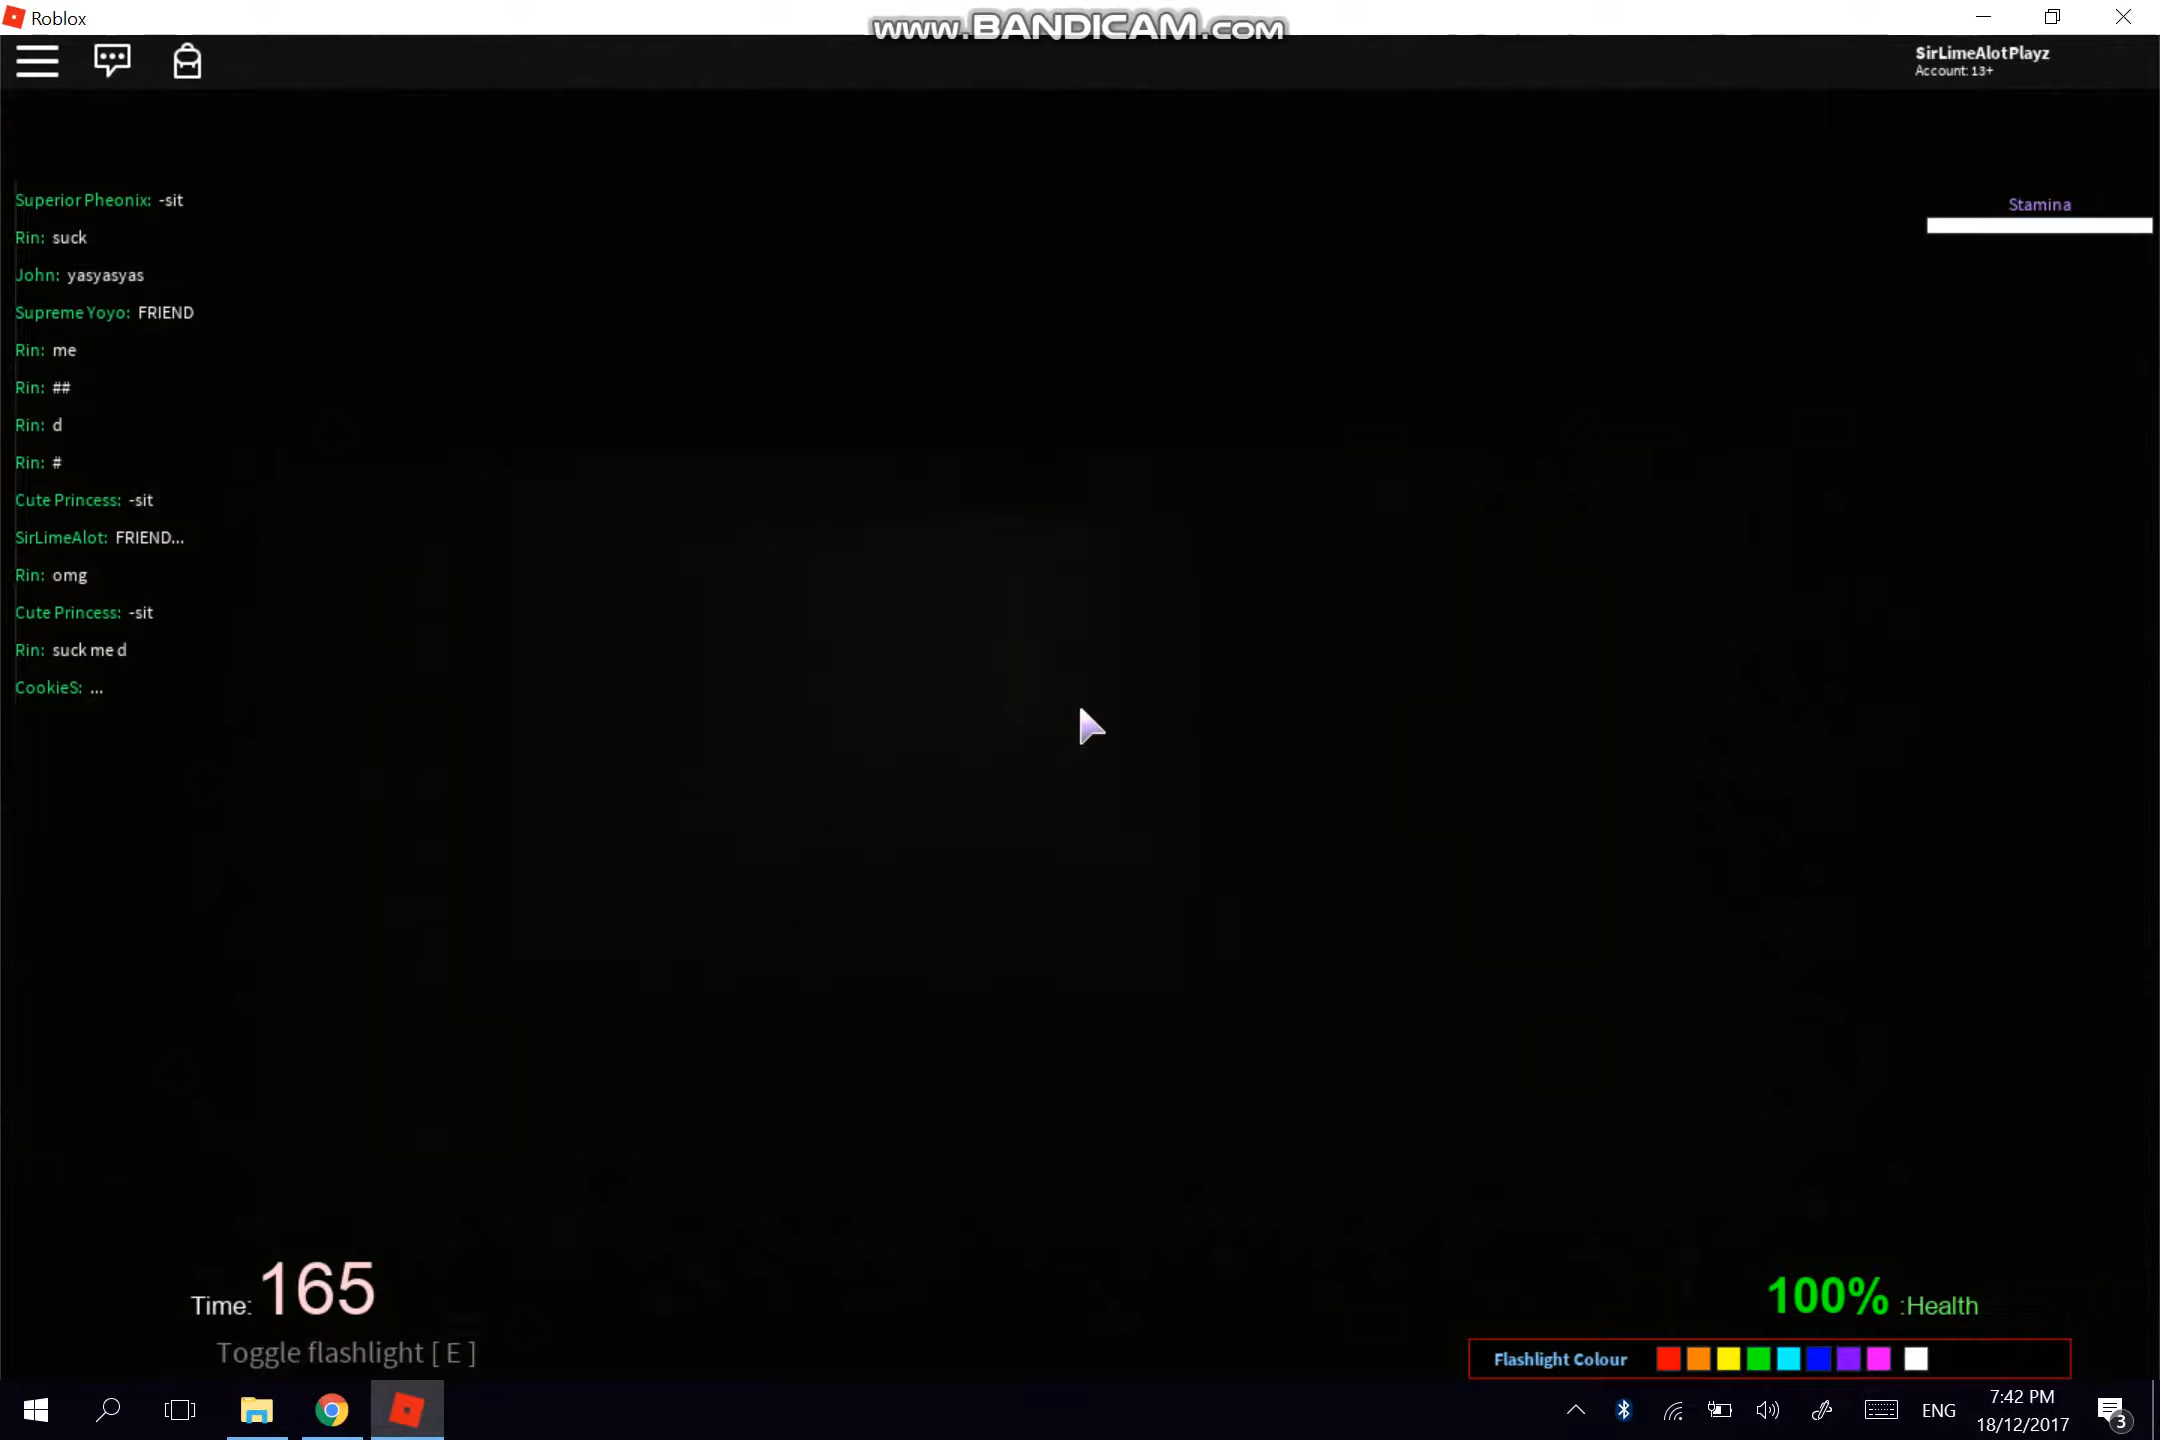 Roblox
www.BANDICAM.com
SirLimeAlotPlayz
Account: 13+
Superior Pheonix: -sit
Rin: suck
John: yasyasyas
Supreme Yoyo: FRIEND
Rin: me
Rin: ##
Rin: d
Rin: #
Cute Princess: -sit
SirLimeAlot: FRIEND...
Rin: omg
Cute Princess: -sit
Rin: suck me d
CookieS: ...
Stamina
Time: 165
Toggle flashlight [ E ]
100% :Health
Flashlight Colour
ENG
7:42 PM
18/12/2017
3